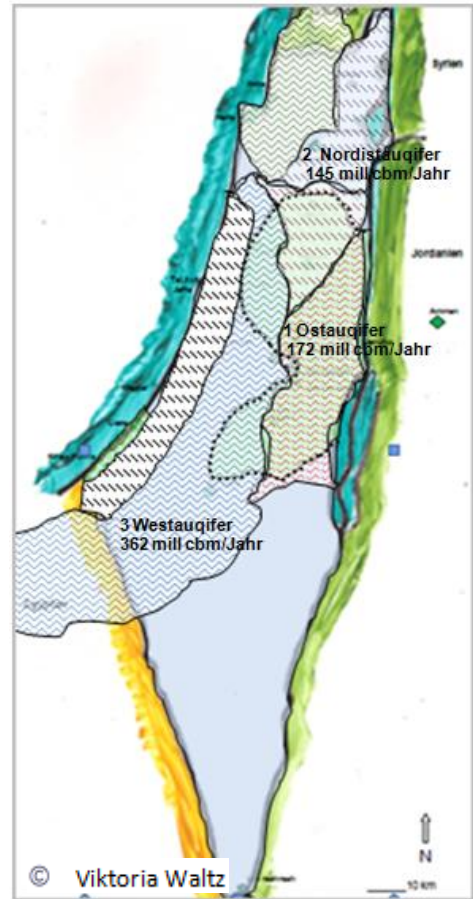 Syrien
2 Nordistauqifer
145 mill cbm/Jahr
Jordanien
Amman
1 Ostauqifer
172 mill cbm/Jahr
3 Westauqifer
362 mill cbm/Jahr
N
10 km
© Viktoria Waltz